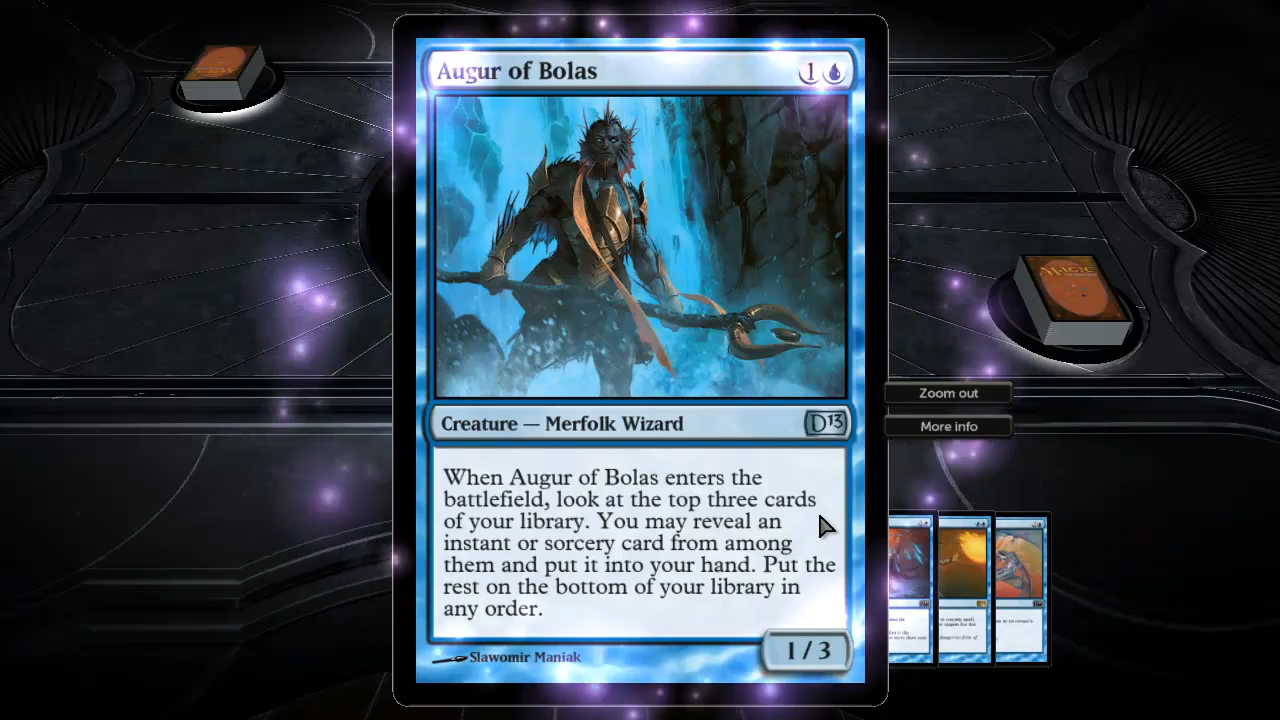 Augur of Bolas
1
Creature — Merfolk Wizard
D13
When Augur of Bolas enters the
battlefield, look at the top three cards
of your library. You may reveal an
instant or sorcery card from among
them and put it into your hand. Put the
rest on the bottom of your library in
any order.
1 / 3
Slawomir Maniak
MAGIC
Zoom out
More info